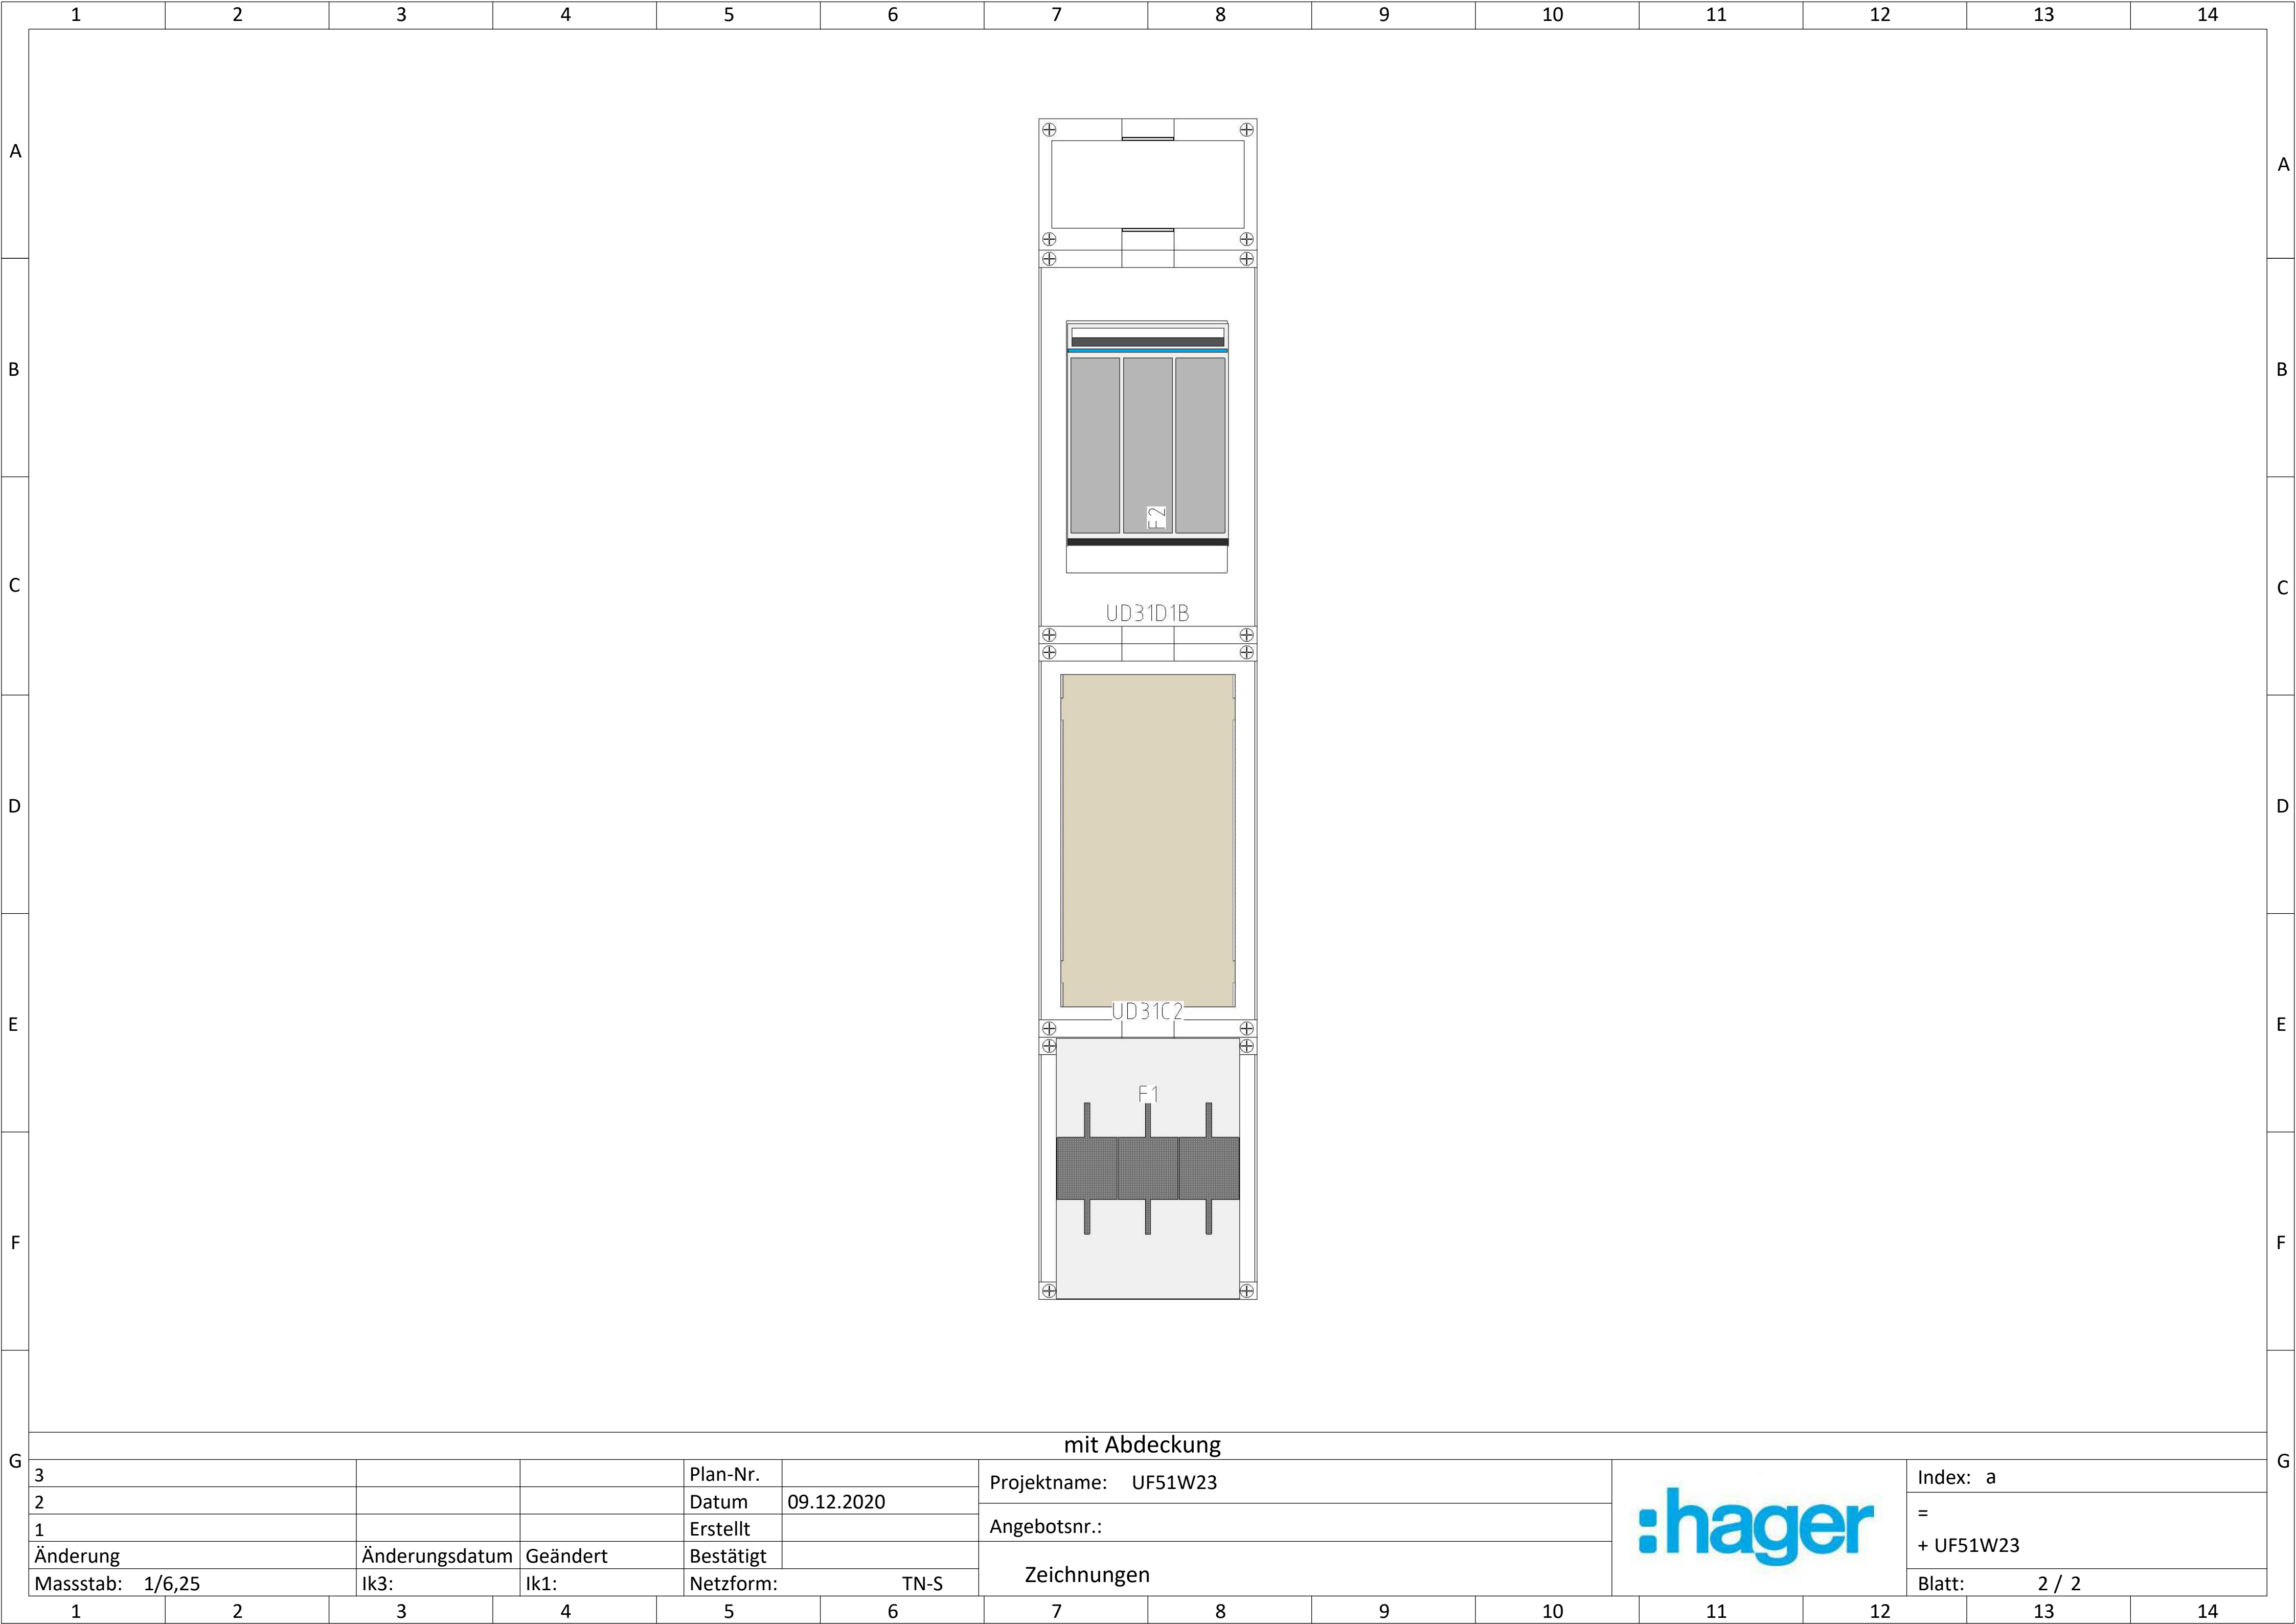 1 2 3 4 5 6 7 8 9 10 11 12 13 14
A A
B B
F2
C C
UD31D1B
D D
UD31C2
E E
F1
F F
mit Abdeckung
G G
3 Plan-Nr. Projektname: UF51W23 Index: a
2 Datum 09.12.2020
1 Erstellt Angebotsnr.: =
:hager
+ UF51W23
Änderung Änderungsdatum Geändert Bestätigt Zeichnungen
Massstab: 1/6,25 Ik3: Ik1: Netzform: TN-S Blatt: 2 / 2
1 2 3 4 5 6 7 8 9 10 11 12 13 14